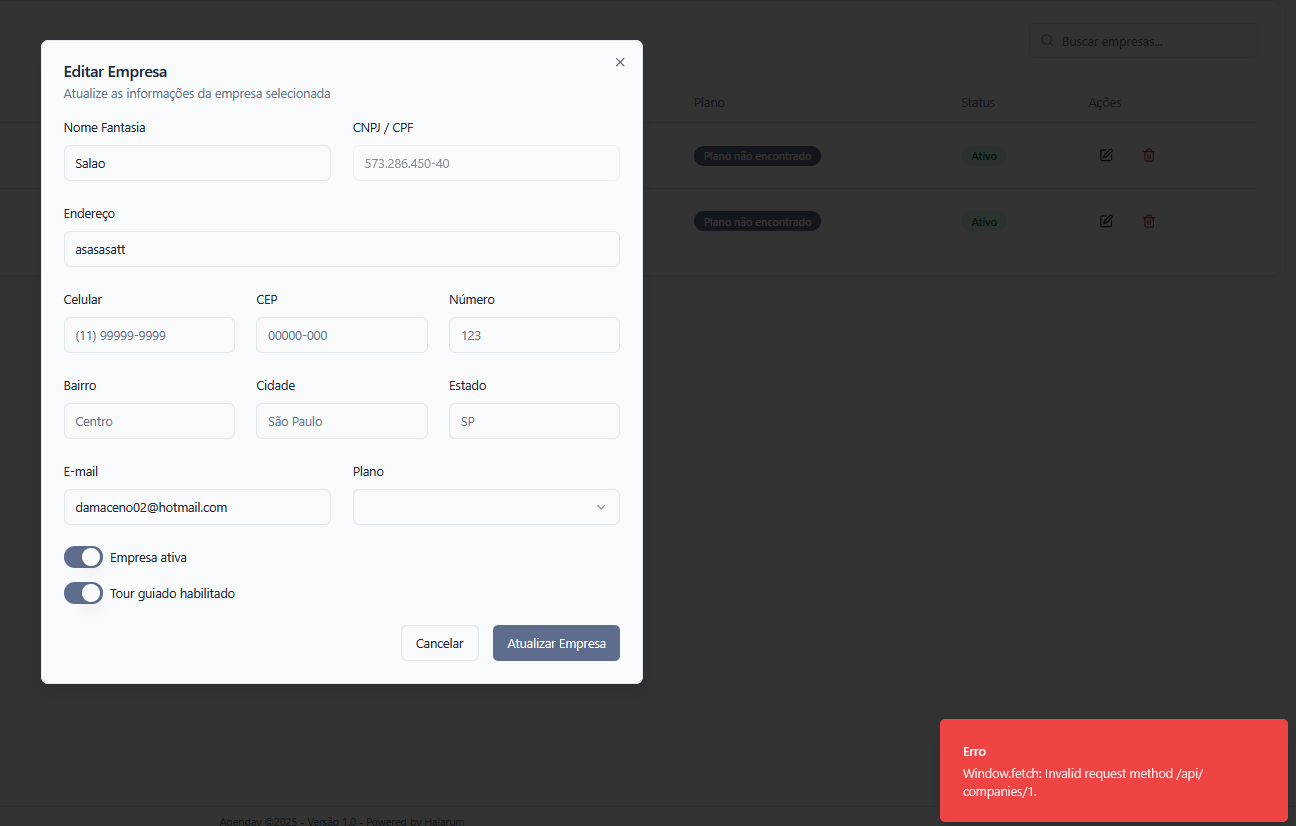 Buscar empresas...
Editar Empresa
Atualize as informações da empresa selecionada
Plano
Status
Ações
Nome Fantasia
CNPJ / CPF
Salao
573.286.450-40
Plano não encontrado
Ativo
Endereço
Plano não encontrado
Ativo
asasasatt
Celular
CEP
Número
(11) 99999-9999
00000-000
123
Bairro
Cidade
Estado
Centro
São Paulo
SP
E-mail
Plano
damaceno02@hotmail.com
Empresa ativa
Tour guiado habilitado
Cancelar
Atualizar Empresa
Erro
Window.fetch: Invalid request method /api/
companies/1.
Agenday ©2025 - Versão 1.0 - Powered by Hajarum